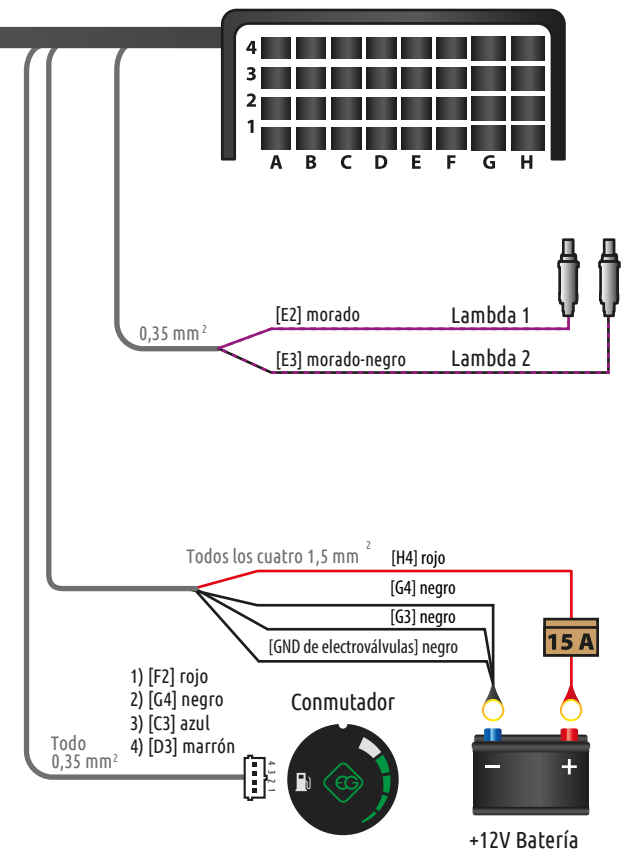 4
3
2
1
A B C D E F G H
[E2] morado Lambda 1
0,35 mm²
[E3] morado-negro Lambda 2
Todos los cuatro 1,5 mm² [H4] rojo
[G4] negro
[G3] negro
15 A
[GND de electroválvulas] negro
1) [F2] rojo
2) [G4] negro
3) [C3] azul
4) [D3] marrón
Conmutador
Todo
0,35 mm²
4 3 2 1
EG
− +
+12V Batería